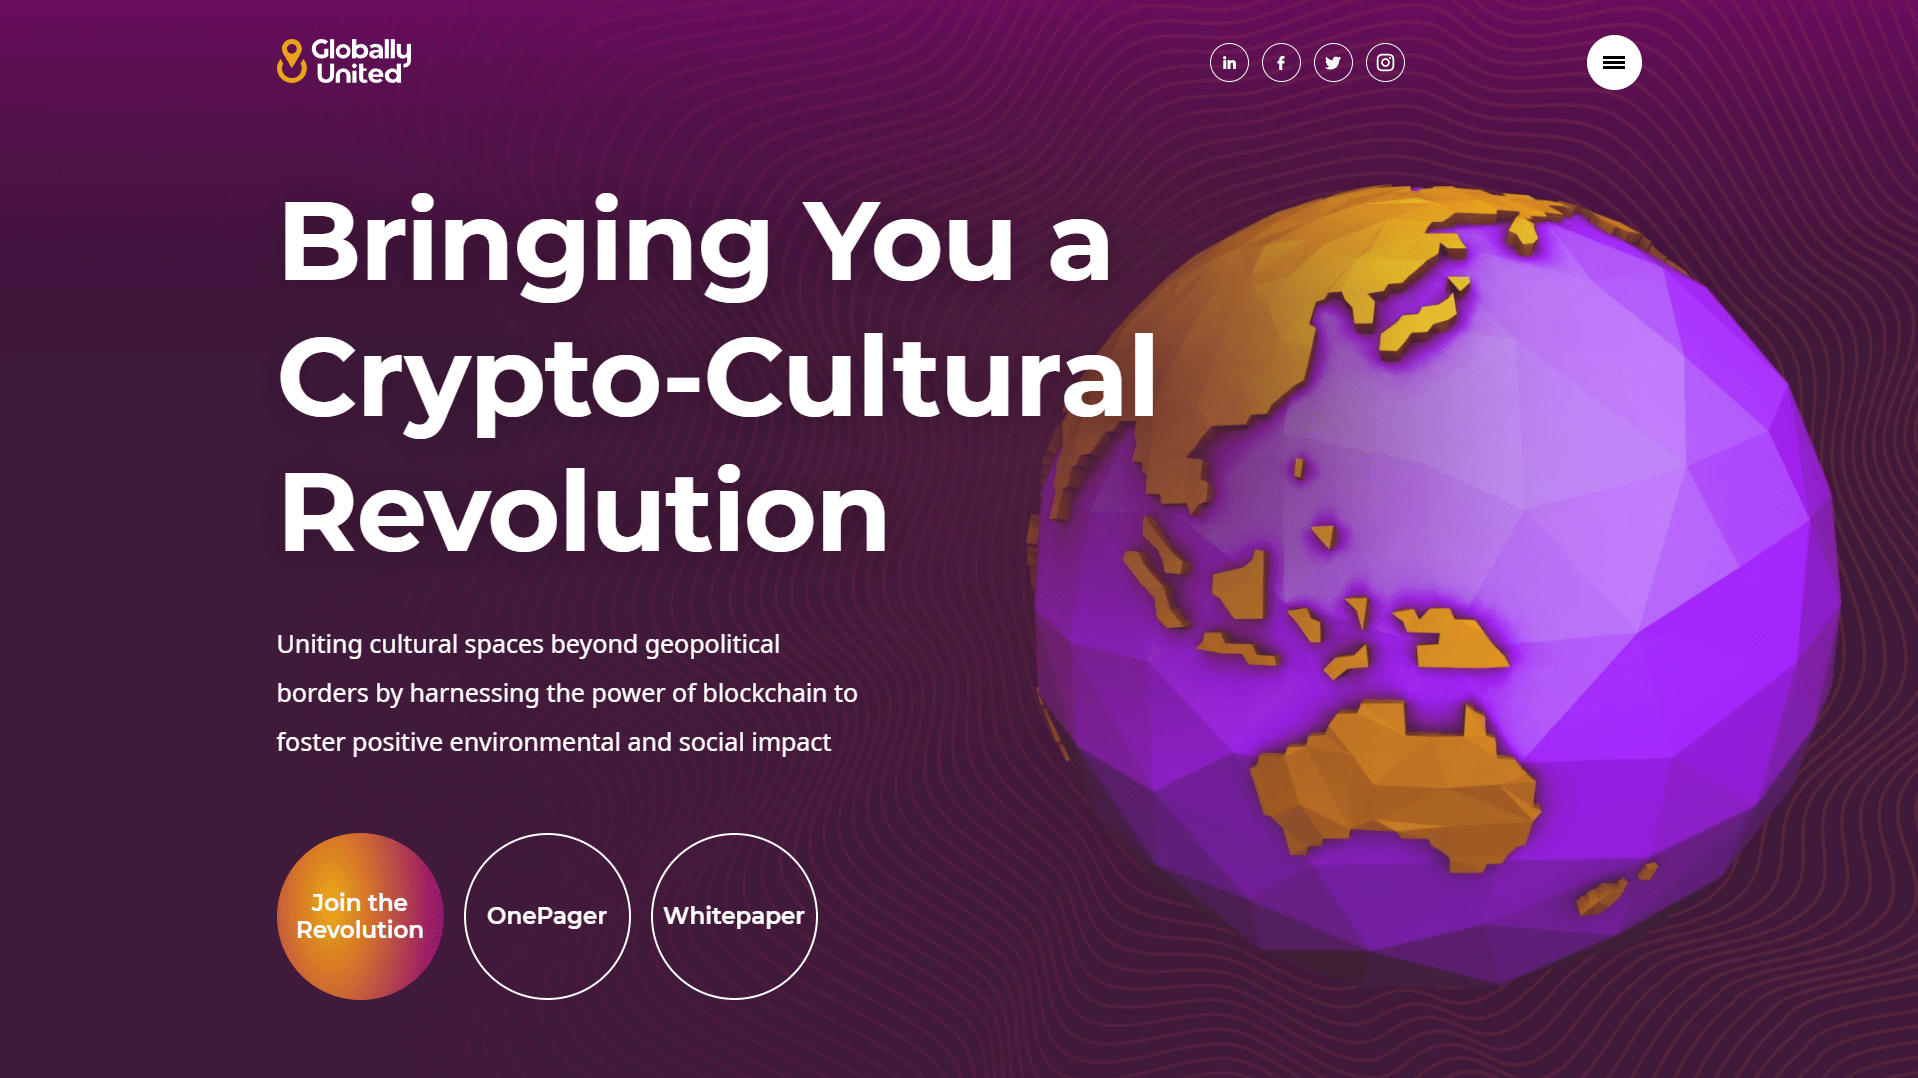 Globally
United
Bringing You a
Crypto-Cultural
Revolution
Uniting cultural spaces beyond geopolitical
borders by harnessing the power of blockchain to
foster positive environmental and social impact
Join the
Revolution
OnePager
Whitepaper